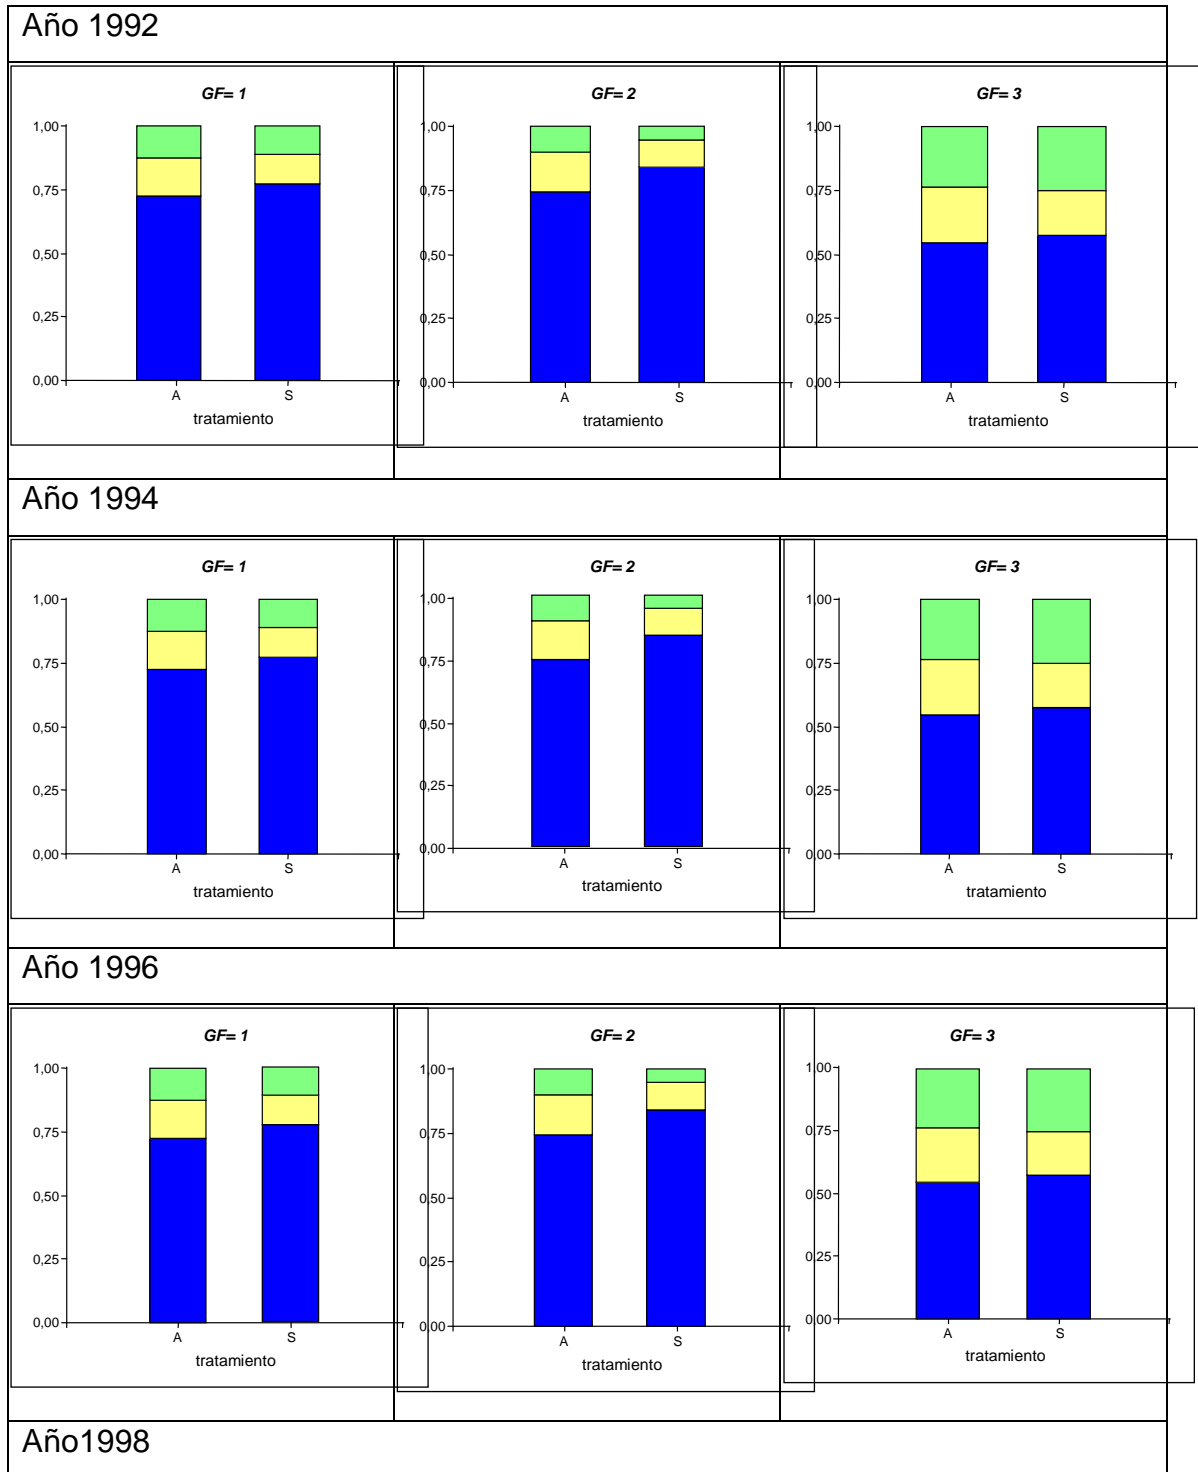 Año 1992
GF= 1
1,00
0,75
0,50
0,25
0,00
A S
tratamiento
GF= 2
1,00
0,75
0,50
0,25
0,00
A S
tratamiento
GF= 3
1,00
0,75
0,50
0,25
0,00
A S
tratamiento
Año 1994
GF= 1
1,00
0,75
0,50
0,25
0,00
A S
tratamiento
GF= 2
1,00
0,75
0,50
0,25
0,00
A S
tratamiento
GF= 3
1,00
0,75
0,50
0,25
0,00
A S
tratamiento
Año 1996
GF= 1
1,00
0,75
0,50
0,25
0,00
A S
tratamiento
GF= 2
1,00
0,75
0,50
0,25
0,00
A S
tratamiento
GF= 3
1,00
0,75
0,50
0,25
0,00
A S
tratamiento
Año1998